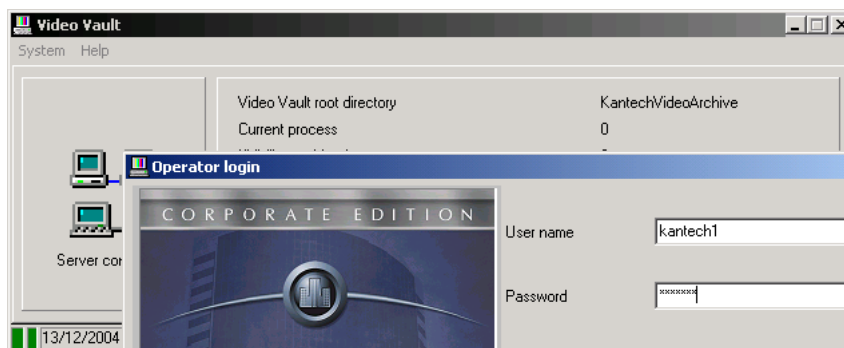 Video Vault
System Help
Video Vault root directory KantechVideoArchive
Current process 0
Operator login
CORPORATE EDITION
User name kantech1
Password *******
Server cor
13/12/2004